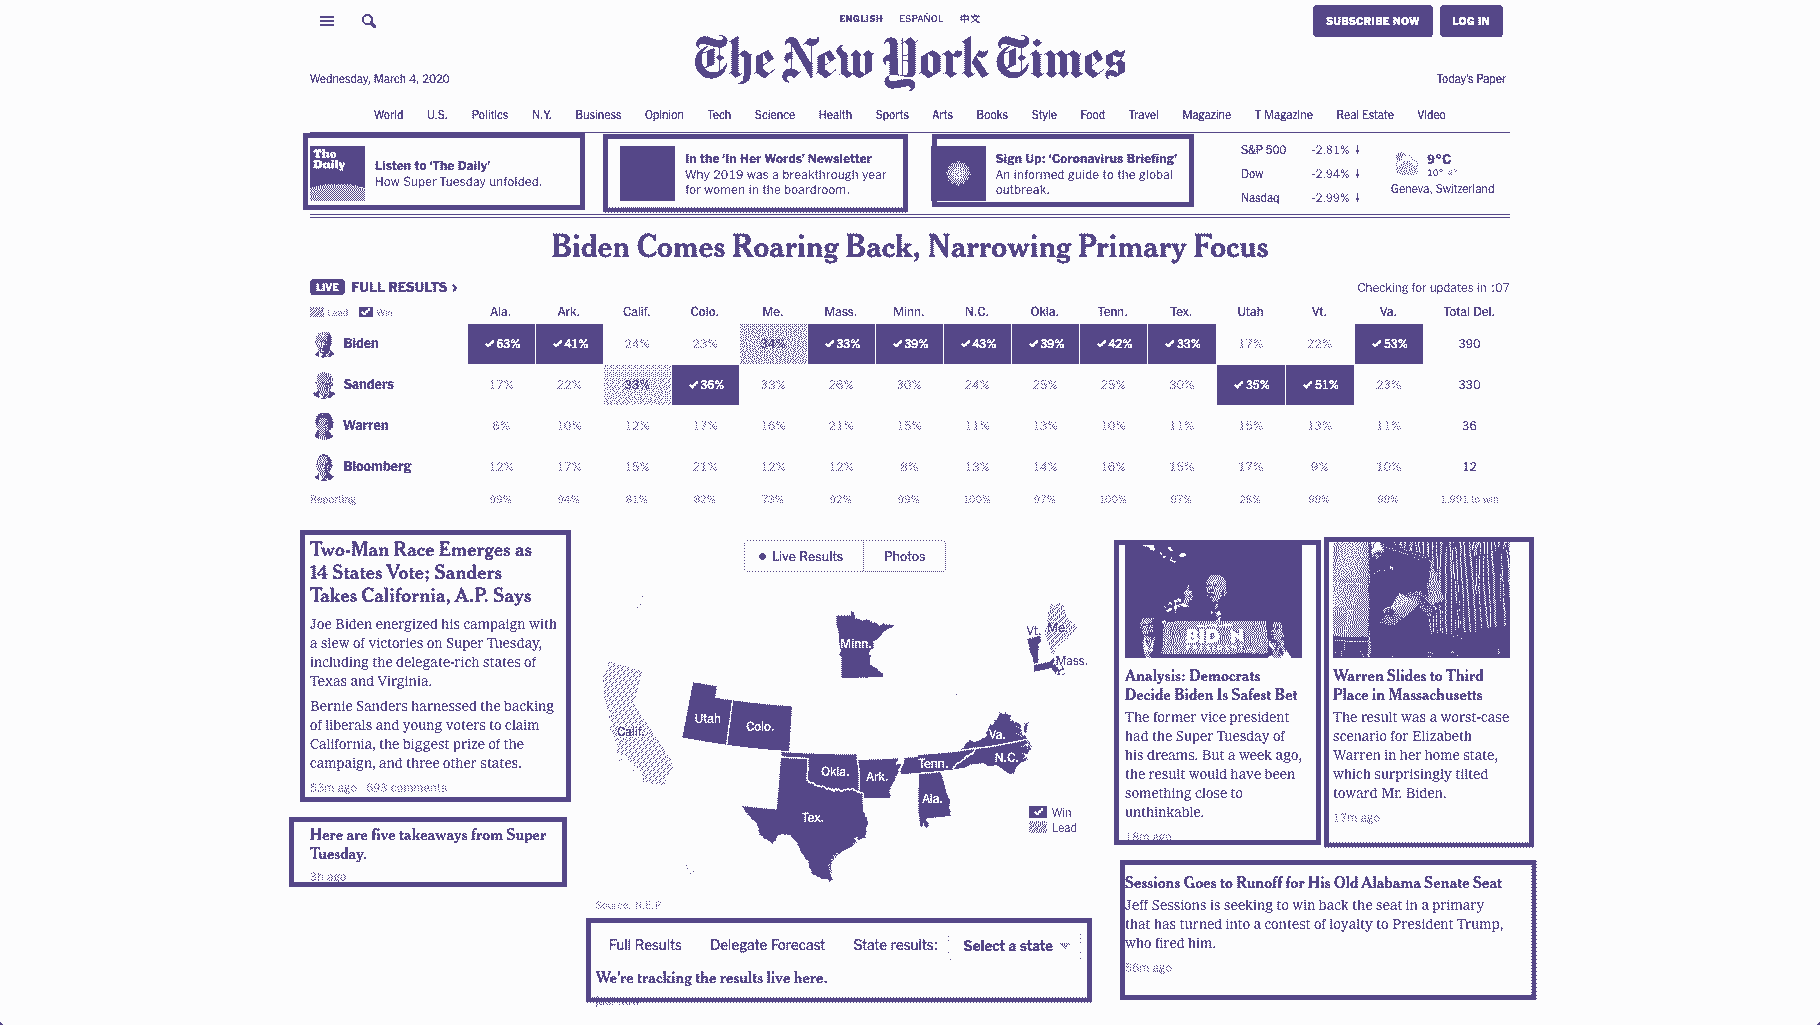 ENGLISH ESPAÑOL 中文
SUBSCRIBE NOW LOG IN
The New York Times
Wednesday, March 4, 2020
Today's Paper
World U.S. Politics N.Y. Business Opinion Tech Science Health Sports Arts Books Style Food Travel Magazine T Magazine Real Estate Video
The Daily
Listen to 'The Daily'
How Super Tuesday unfolded.
In the 'In Her Words' Newsletter
Why 2019 was a breakthrough year
for women in the boardroom.
Sign Up: 'Coronavirus Briefing'
An informed guide to the global
outbreak.
S&P 500 -2.81% ↓
Dow -2.94% ↓
Nasdaq -2.99% ↓
9°C
Geneva, Switzerland
Biden Comes Roaring Back, Narrowing Primary Focus
LIVE FULL RESULTS ›
Checking for updates in :07
Lead Win
Ala. Ark. Calif. Colo. Me. Mass. Minn. N.C. Okla. Tenn. Tex. Utah Vt. Va. Total Del.
Biden 63% 41% 24% 23% 34% 33% 39% 43% 39% 42% 33% 17% 22% 53% 390
Sanders 17% 22% 33% 36% 33% 26% 30% 24% 25% 25% 30% 35% 51% 23% 330
Warren 6% 10% 12% 17% 16% 21% 15% 11% 13% 10% 11% 15% 13% 11% 36
Bloomberg 12% 17% 15% 21% 12% 12% 8% 13% 14% 16% 15% 17% 9% 10% 12
Reporting 99% 94% 81% 82% 73% 92% 99% 100% 97% 100% 97% 99% 99% 1,991 to win
Two-Man Race Emerges as
14 States Vote; Sanders
Takes California, A.P. Says
Joe Biden energized his campaign with
a slew of victories on Super Tuesday,
including the delegate-rich states of
Texas and Virginia.
Bernie Sanders harnessed the backing
of liberals and young voters to claim
California, the biggest prize of the
campaign, and three other states.
53m ago 693 comments
Here are five takeaways from Super
Tuesday.
3h ago
Live Results Photos
Minn.
Vt. Me.
Mass.
Utah Colo.
Calif.
Va.
N.C.
Okla. Ark. Tenn.
Ala.
Tex.
Win
Lead
Source: N.E.P.
Full Results Delegate Forecast State results: Select a state
We're tracking the results live here.
BIDEN
Analysis: Democrats
Decide Biden Is Safest Bet
The former vice president
had the Super Tuesday of
his dreams. But a week ago,
the result would have been
something close to
unthinkable.
18m ago
Warren Slides to Third
Place in Massachusetts
The result was a worst-case
scenario for Elizabeth
Warren in her home state,
which surprisingly tilted
toward Mr. Biden.
17m ago
Sessions Goes to Runoff for His Old Alabama Senate Seat
Jeff Sessions is seeking to win back the seat in a primary
that has turned into a contest of loyalty to President Trump,
who fired him.
56m ago